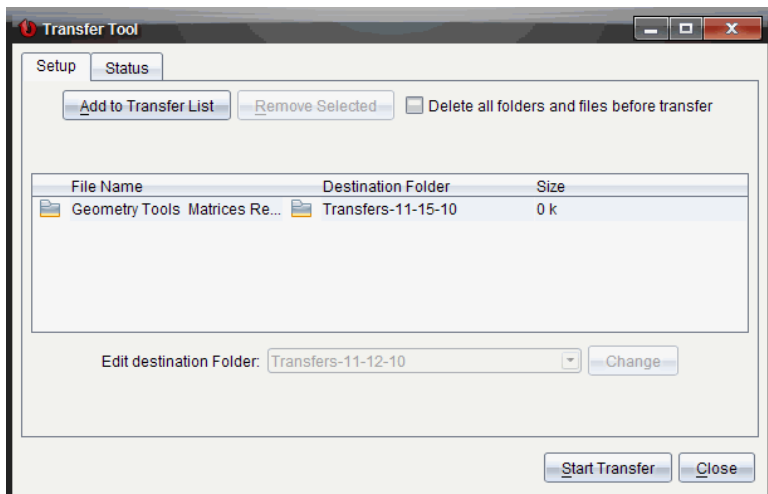 Transfer Tool
Setup Status
Add to Transfer List Remove Selected Delete all folders and files before transfer
File Name Destination Folder Size
Geometry Tools Matrices Re... Transfers-11-15-10 0 k
Edit destination Folder: Transfers-11-12-10 Change
Start Transfer Close